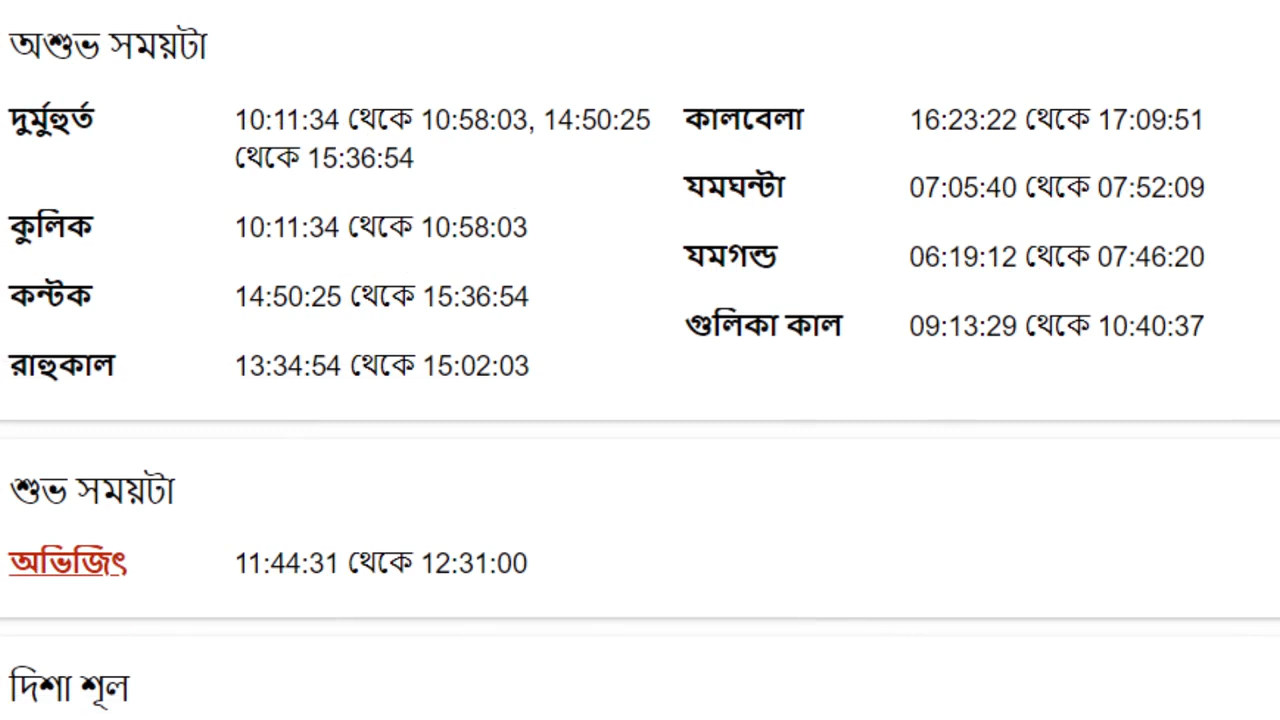 অশুভ সময়টা
দুর্মুহুর্ত 10:11:34 থেকে 10:58:03, 14:50:25
থেকে 15:36:54
কুলিক 10:11:34 থেকে 10:58:03
কন্টক 14:50:25 থেকে 15:36:54
রাহুকাল 13:34:54 থেকে 15:02:03
কালবেলা 16:23:22 থেকে 17:09:51
যমঘন্টা 07:05:40 থেকে 07:52:09
যমগন্ড 06:19:12 থেকে 07:46:20
গুলিকা কাল 09:13:29 থেকে 10:40:37
শুভ সময়টা
অভিজিৎ 11:44:31 থেকে 12:31:00
দিশা শূল